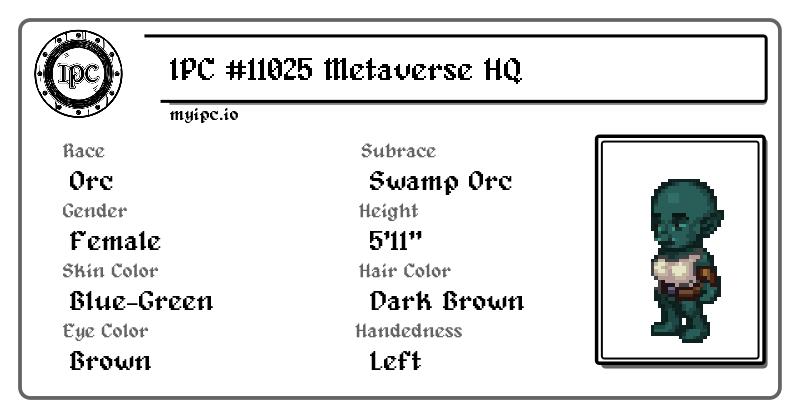 IPC
IPC #11025 Metaverse HQ
myipc.io
Race
Orc
Subrace
Swamp Orc
Gender
Female
Height
5'11"
Skin Color
Blue-Green
Hair Color
Dark Brown
Eye Color
Brown
Handedness
Left